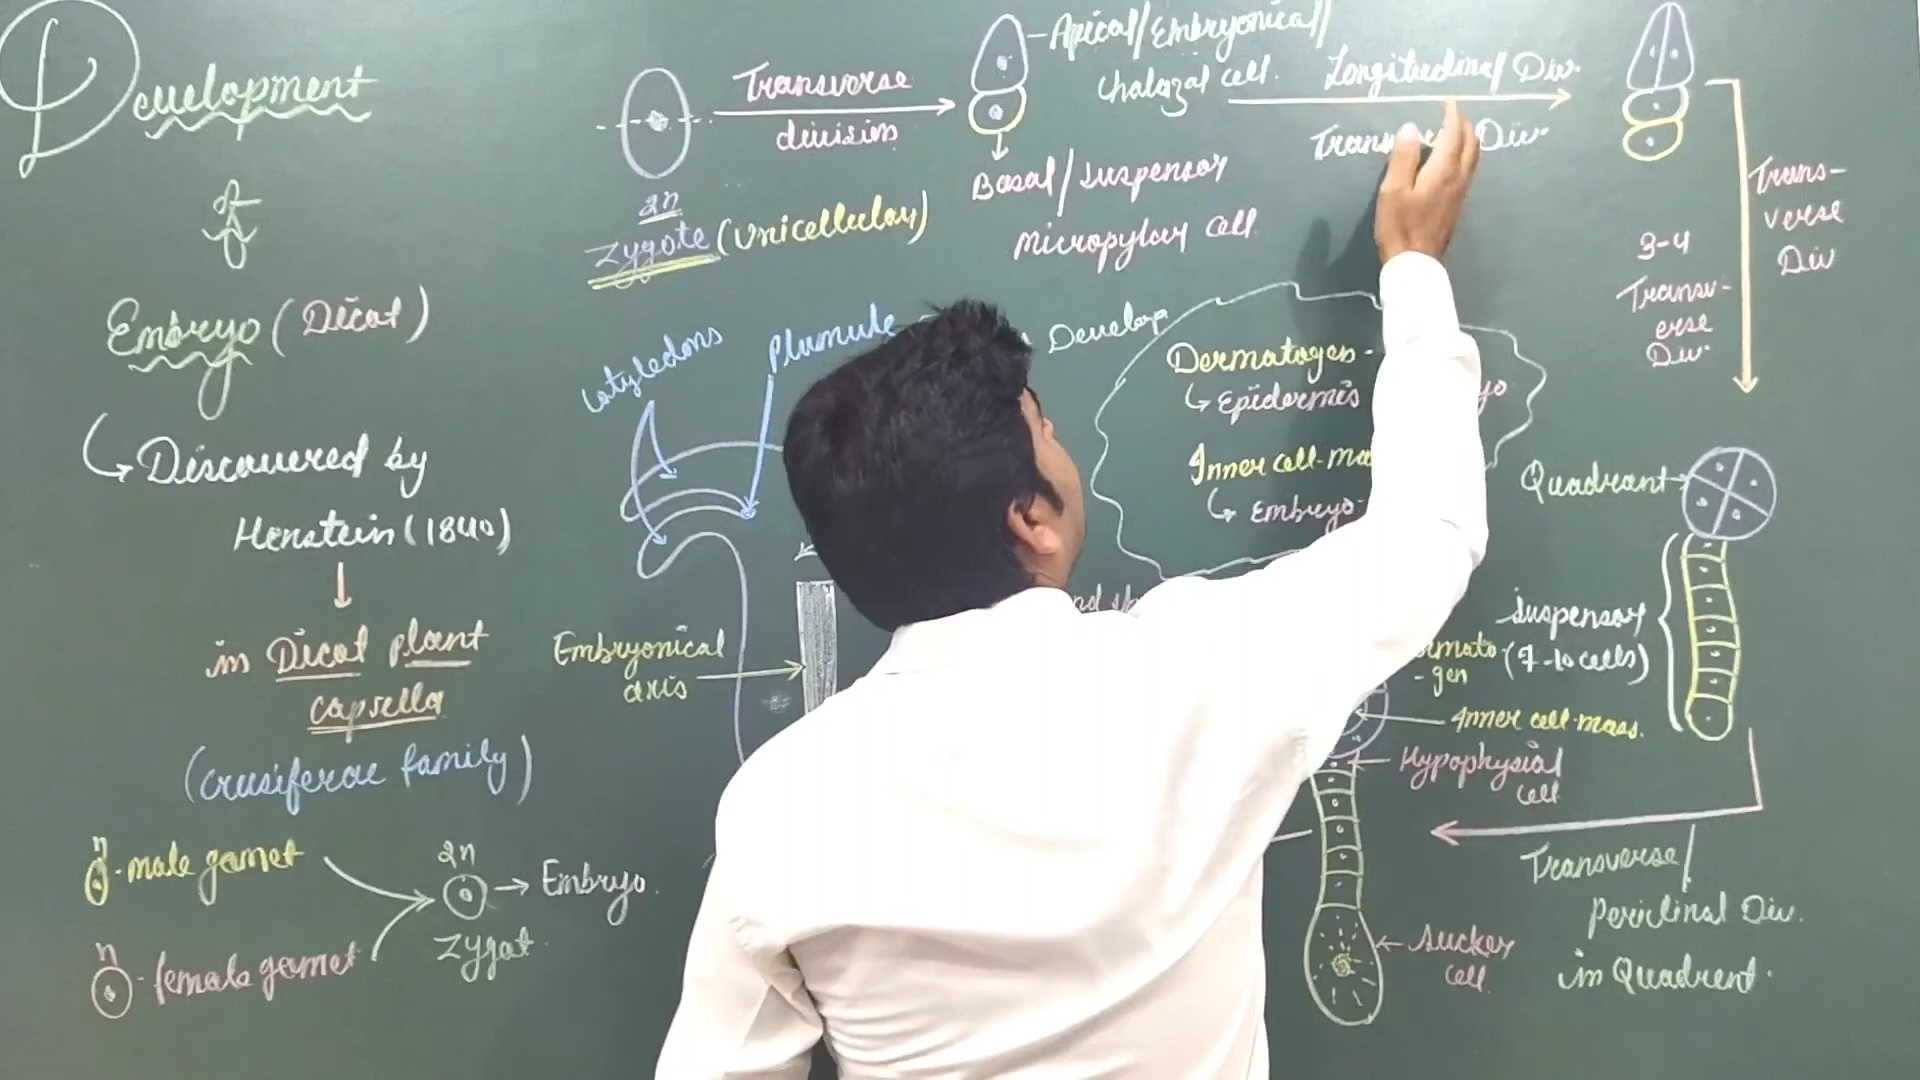 Development
of
Embryo (Dicot)
Discovered by
Henstein (1840)
in Dicot plant
capsella
(crusiferae family)
n
-male gamet
n
-female gamet
2n
Zygot
Embryo.
2n
Zygote (Unicellular)
Transverse
division
Apical/Embryonical/
chalazal cell.
Basal/suspensor
micropylar cell
Longitudinal Div.
Div.
3-4
Transv-
erse
Div.
Trans-
verse
Div
Quadrant
suspensor
(7-10 cells)
Transverse/
Periclinal Div.
in Quadrent.
-gen
Inner cell-mass.
Hypophysial
cell
sucker
cell.
Develop
Dermatogen-
Epidermis
Inner cell-
Embryo-
Cotyledons
Plumule
Embryonical
axis